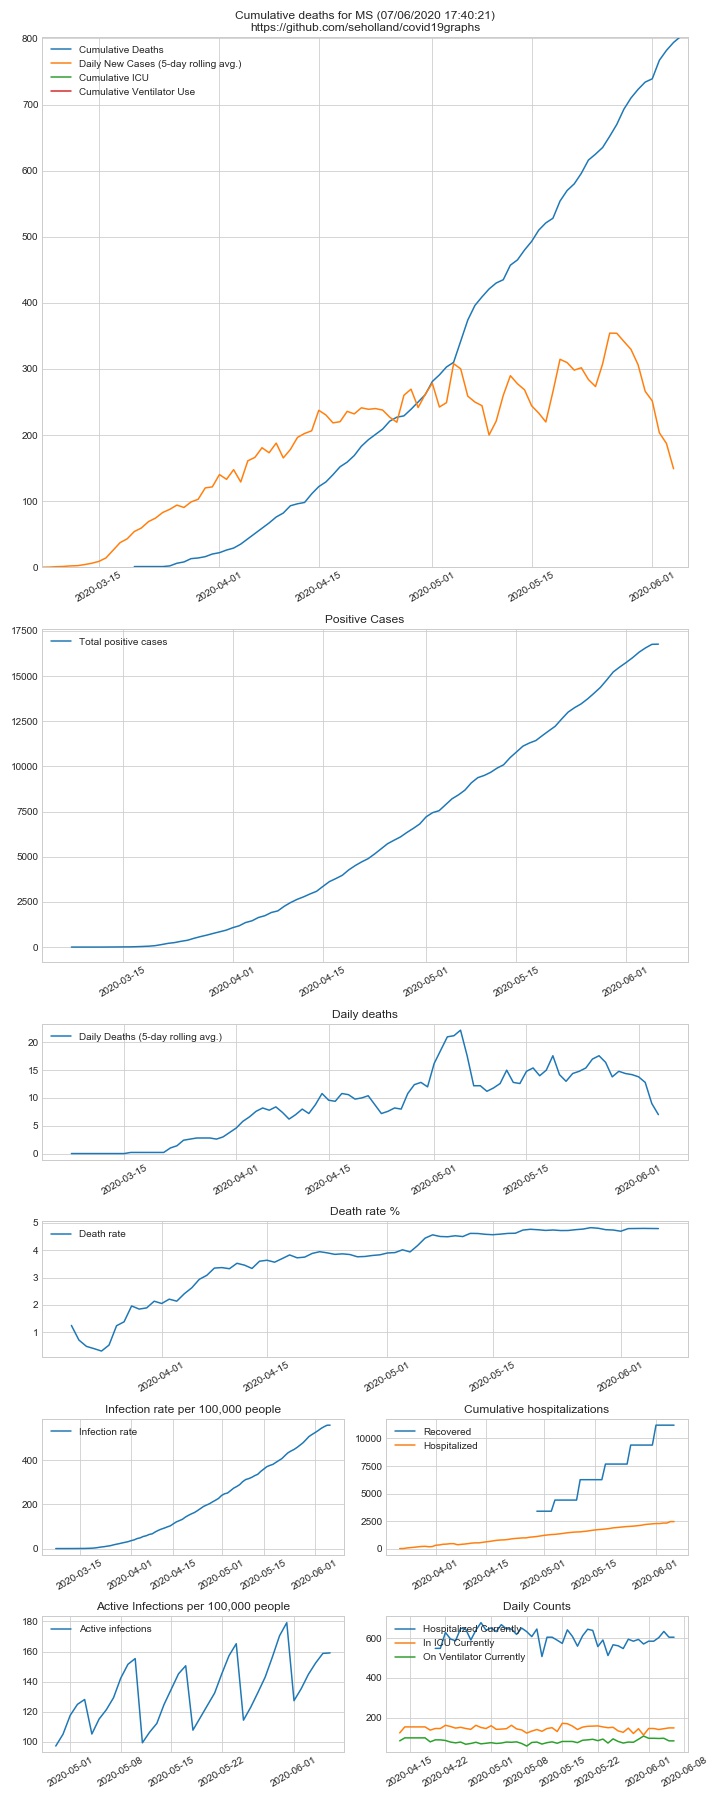 Cumulative deaths for MS (07/06/2020 17:40:21)
https://github.com/seholland/covid19graphs
Cumulative Deaths
Daily New Cases (5-day rolling avg.)
Cumulative ICU
Cumulative Ventilator Use
800
700
600
500
400
300
200
100
0
2020-03-15 2020-04-01 2020-04-15 2020-05-01 2020-05-15 2020-06-01
Positive Cases
Total positive cases
17500
15000
12500
10000
7500
5000
2500
0
2020-03-15 2020-04-01 2020-04-15 2020-05-01 2020-05-15 2020-06-01
Daily deaths
Daily Deaths (5-day rolling avg.)
20
15
10
5
0
2020-03-15 2020-04-01 2020-04-15 2020-05-01 2020-05-15 2020-06-01
Death rate %
Death rate
5
4
3
2
1
2020-04-01 2020-04-15 2020-05-01 2020-05-15 2020-06-01
Infection rate per 100,000 people
Infection rate
400
200
0
2020-03-15 2020-04-01 2020-04-15 2020-05-01 2020-05-15 2020-06-01
Cumulative hospitalizations
Recovered
Hospitalized
10000
7500
5000
2500
0
2020-04-01 2020-04-15 2020-05-01 2020-05-15 2020-06-01
Active Infections per 100,000 people
Active infections
180
160
140
120
100
2020-05-01 2020-05-08 2020-05-15 2020-05-22 2020-06-01
Daily Counts
Hospitalized Currently
In ICU Currently
On Ventilator Currently
600
400
200
2020-04-15 2020-04-22 2020-05-01 2020-05-08 2020-05-15 2020-05-22 2020-06-01 2020-06-08